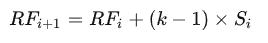 RF_{i+1} = RF_i + (k − 1) × S_i